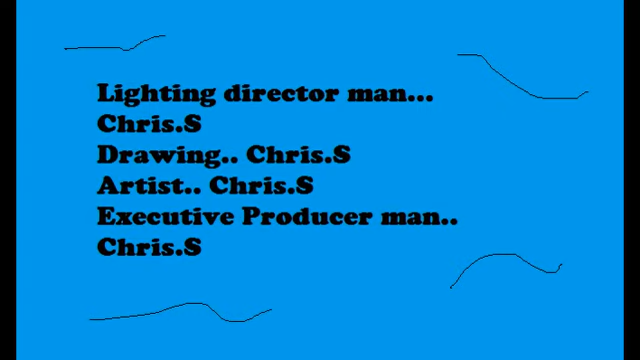 Lighting director man...
Chris.S
Drawing.. Chris.S
Artist.. Chris.S
Executive Producer man..
Chris.S